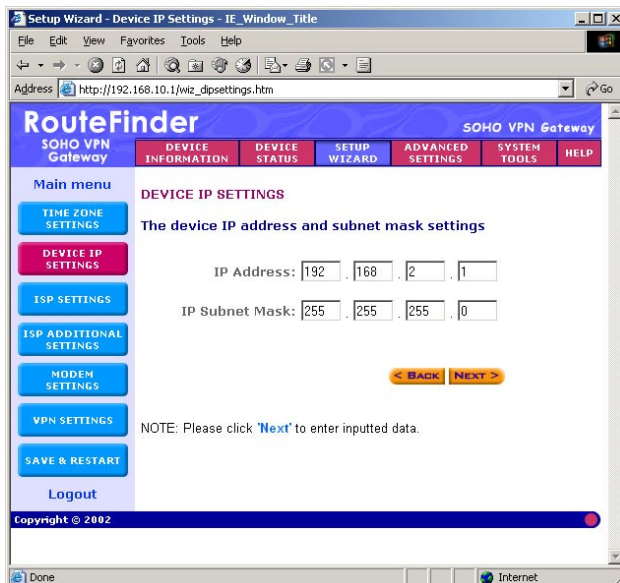 Setup Wizard - Device IP Settings - IE_Window_Title
File Edit View Favorites Tools Help
Address http://192.168.10.1/wiz_dipsettings.htm Go
RouteFinder
SOHO VPN Gateway
SOHO VPN
Gateway
DEVICE INFORMATION
DEVICE STATUS
SETUP WIZARD
ADVANCED SETTINGS
SYSTEM TOOLS
HELP
Main menu
TIME ZONE
SETTINGS
DEVICE IP
SETTINGS
ISP SETTINGS
ISP ADDITIONAL
SETTINGS
MODEM
SETTINGS
VPN SETTINGS
SAVE & RESTART
Logout
DEVICE IP SETTINGS
The device IP address and subnet mask settings
IP Address: 192 . 168 . 2 . 1
IP Subnet Mask: 255 . 255 . 255 . 0
< BACK NEXT >
NOTE: Please click 'Next' to enter inputted data.
Copyright © 2002
Done
Internet